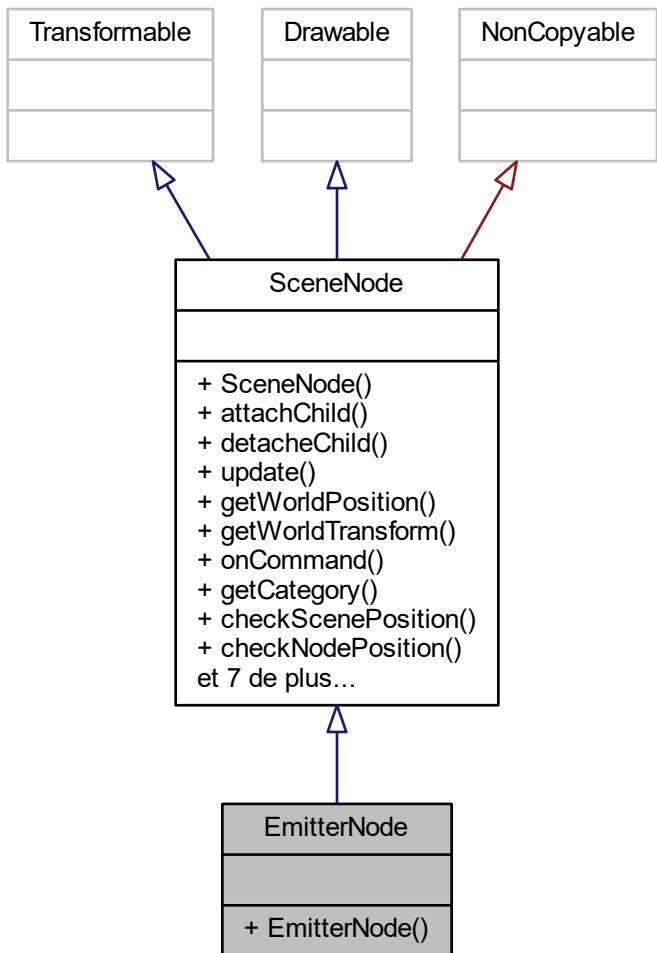 Transformable
Drawable
NonCopyable
SceneNode
+ SceneNode()
+ attachChild()
+ detacheChild()
+ update()
+ getWorldPosition()
+ getWorldTransform()
+ onCommand()
+ getCategory()
+ checkScenePosition()
+ checkNodePosition()
et 7 de plus...
EmitterNode
+ EmitterNode()